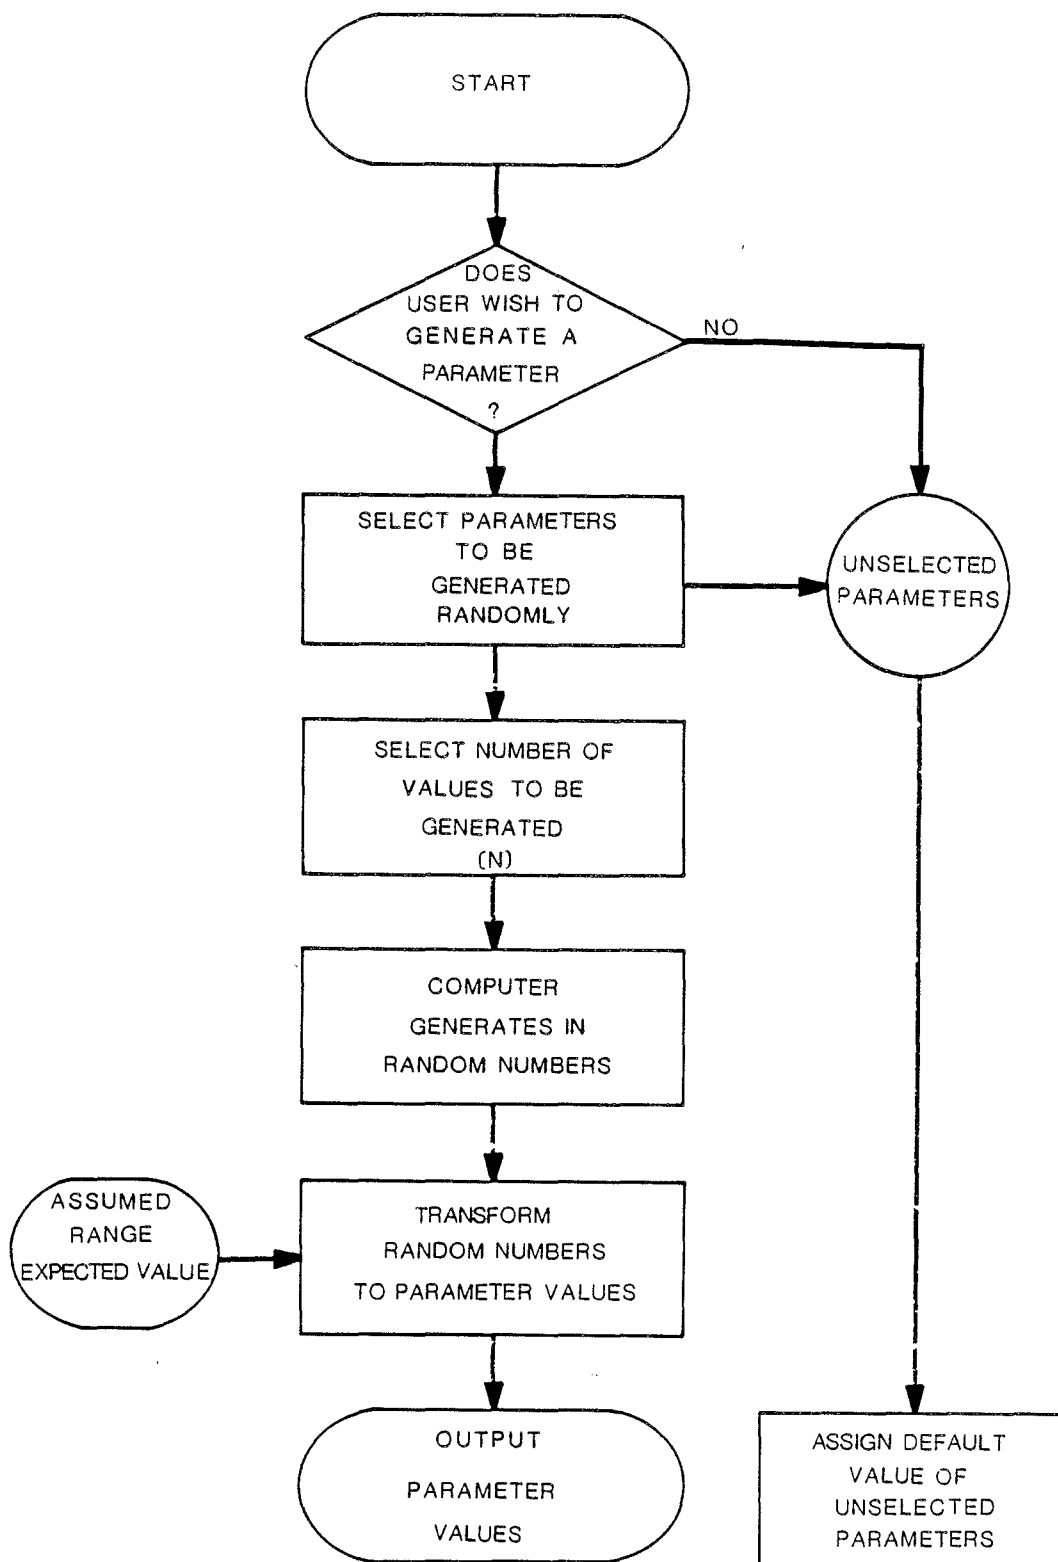 START
DOES
USER WISH TO
GENERATE A
PARAMETER
?
NO
SELECT PARAMETERS
TO BE
GENERATED
RANDOMLY
UNSELECTED
PARAMETERS
SELECT NUMBER OF
VALUES TO BE
GENERATED
(N)
COMPUTER
GENERATES IN
RANDOM NUMBERS
ASSUMED
RANGE
EXPECTED VALUE
TRANSFORM
RANDOM NUMBERS
TO PARAMETER VALUES
OUTPUT
PARAMETER
VALUES
ASSIGN DEFAULT
VALUE OF
UNSELECTED
PARAMETERS